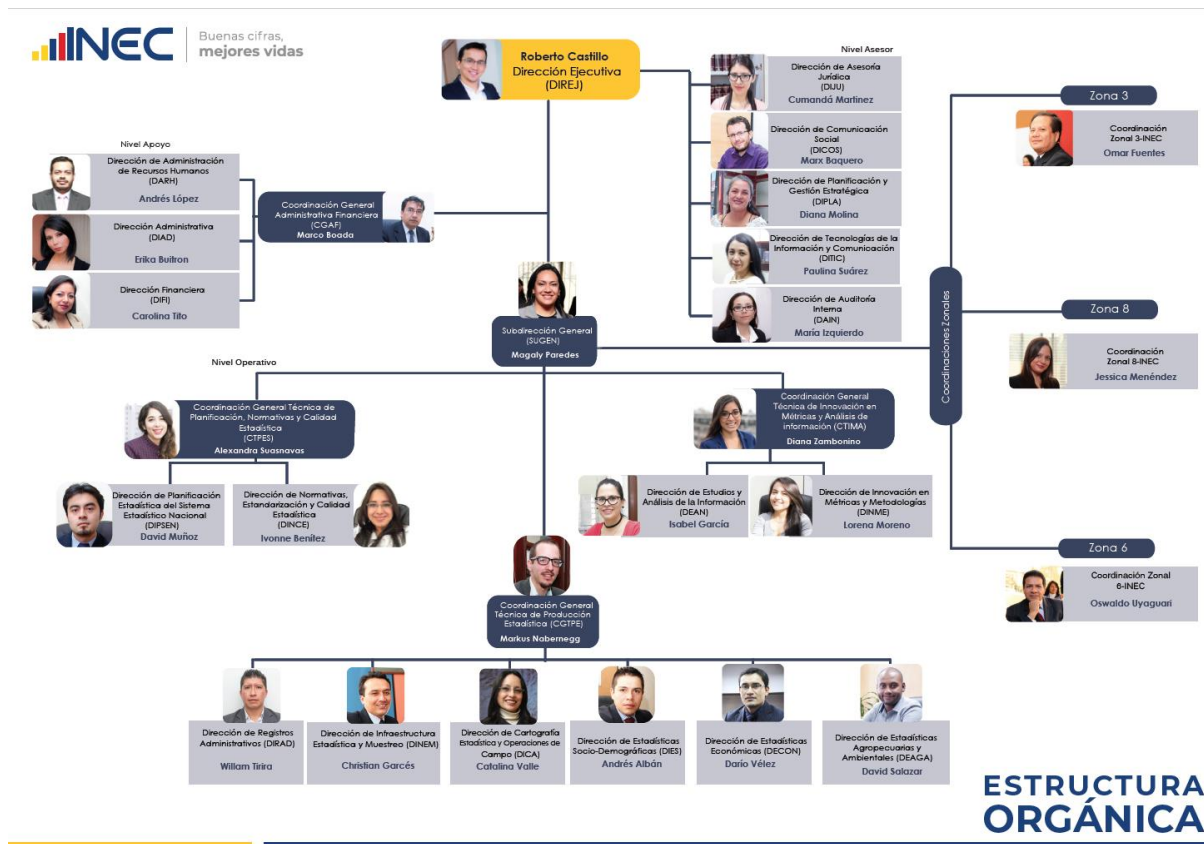 INEC
Buenas cifras,
mejores vidas
Roberto Castillo
Dirección Ejecutiva
(DIREJ)
Nivel Asesor
Dirección de Asesoría
Jurídica
(DIJU)
Cumandá Martínez
Dirección de Comunicación
Social
(DICOS)
Marx Baquero
Dirección de Planificación y
Gestión Estratégica
(DIPLA)
Diana Molina
Dirección de Tecnologías de la
Información y Comunicación
(DITIC)
Paulina Suárez
Dirección de Auditoría
Interna
(DAIN)
María Izquierdo
Nivel Apoyo
Dirección de Administración
de Recursos Humanos
(DARH)
Andrés López
Dirección Administrativa
(DIAD)
Erika Buitron
Dirección Financiera
(DIFI)
Carolina Tito
Coordinación General
Administrativa Financiera
(CGAF)
Marco Boada
Subdirección General
(SUGEN)
Magaly Paredes
Coordinaciones Zonales
Zona 3
Coordinación
Zonal 3-INEC
Omar Fuentes
Zona 8
Coordinación
Zonal 8-INEC
Jessica Menéndez
Zona 6
Coordinación Zonal
6-INEC
Oswaldo Uyaguari
Nivel Operativo
Coordinación General Técnica de
Planificación, Normativas y Calidad
Estadística
(CTPES)
Alexandra Suasnavas
Dirección de Planificación
Estadística del Sistema
Estadístico Nacional
(DIPSEN)
David Muñoz
Dirección de Normativas,
Estandarización y Calidad
Estadística
(DINCE)
Ivonne Benítez
Coordinación General
Técnica de Innovación en
Métricas y Análisis de
información (CTIMA)
Diana Zambonino
Dirección de Estudios y
Análisis de la Información
(DEAN)
Isabel García
Dirección de Innovación en
Métricas y Metodologías
(DINME)
Lorena Moreno
Coordinación General
Técnica de Producción
Estadística (CGTPE)
Markus Nabernegg
Dirección de Registros
Administrativos (DIRAD)
Willam Tirira
Dirección de Infraestructura
Estadística y Muestreo (DINEM)
Christian Garcés
Dirección de Cartografía
Estadística y Operaciones de
Campo (DICA)
Catalina Valle
Dirección de Estadísticas
Socio-Demográficas (DIES)
Andrés Albán
Dirección de Estadísticas
Económicas (DECON)
Darío Vélez
Dirección de Estadísticas
Agropecuarias y
Ambientales (DEAGA)
David Salazar
ESTRUCTURA
ORGÁNICA